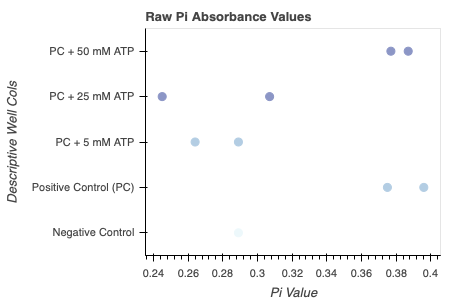 Raw Pi Absorbance Values
Descriptive Well Cols
PC + 50 mM ATP
PC + 25 mM ATP
PC + 5 mM ATP
Positive Control (PC)
Negative Control
0.24 0.26 0.28 0.3 0.32 0.34 0.36 0.38 0.4
Pi Value